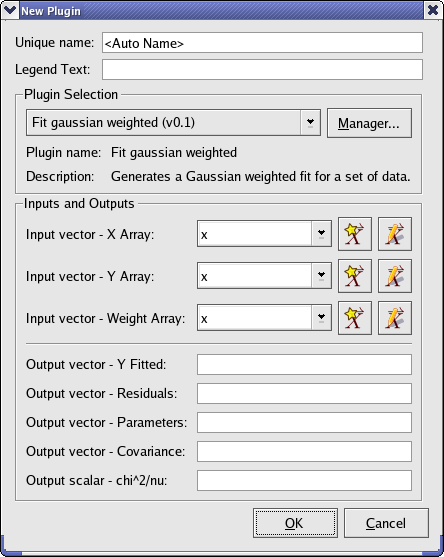 New Plugin
Unique name: <Auto Name>
Legend Text:
Plugin Selection
Fit gaussian weighted (v0.1) Manager...
Plugin name: Fit gaussian weighted
Description: Generates a Gaussian weighted fit for a set of data.
Inputs and Outputs
Input vector - X Array: x
Input vector - Y Array: x
Input vector - Weight Array: x
Output vector - Y Fitted:
Output vector - Residuals:
Output vector - Parameters:
Output vector - Covariance:
Output scalar - chi^2/nu:
OK Cancel